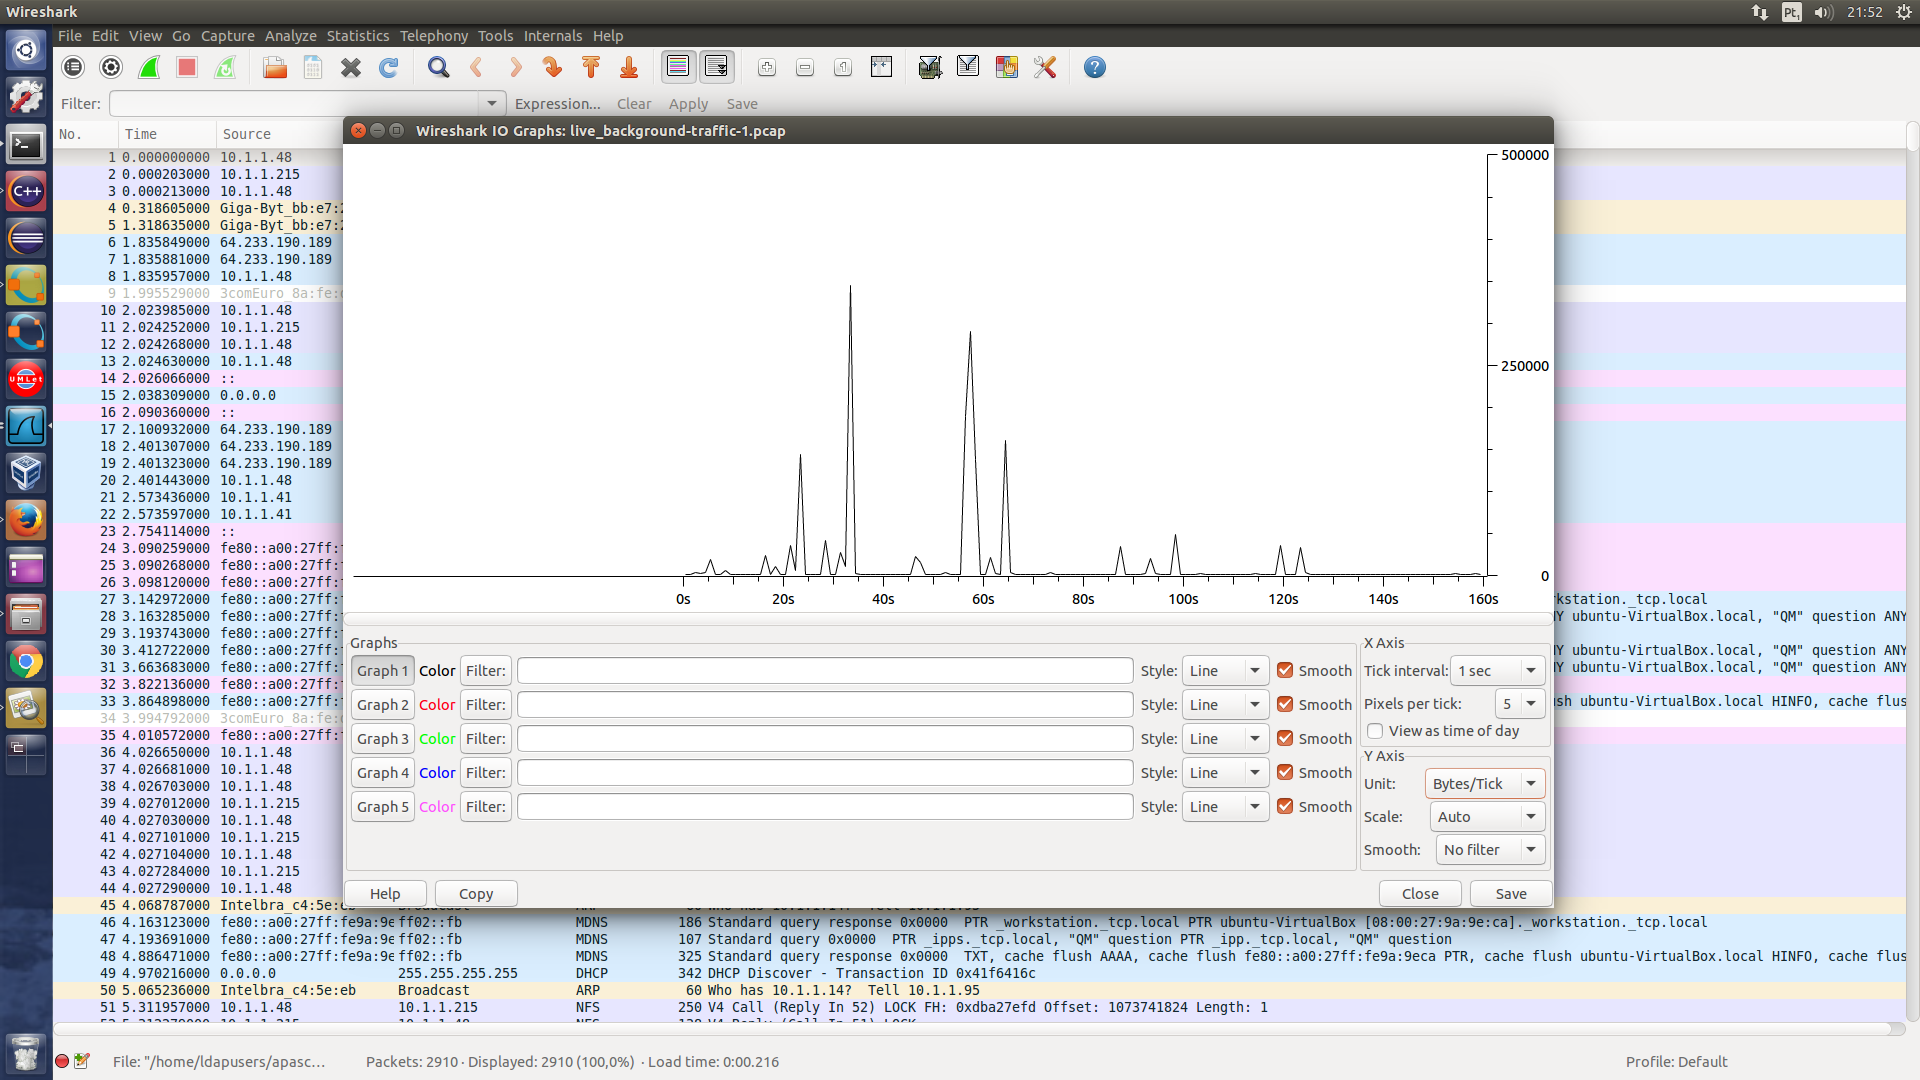 Wireshark
Pt1
21:52
File Edit View Go Capture Analyze Statistics Telephony Tools Internals Help
Filter: Expression... Clear Apply Save
No. Time Source
Wireshark IO Graphs: live_background-traffic-1.pcap
1 0.000000000 10.1.1.48
2 0.000203000 10.1.1.215
3 0.000213000 10.1.1.48
4 0.318605000 Giga-Byt_bb:e7:2
5 1.318635000 Giga-Byt_bb:e7:2
6 1.835849000 64.233.190.189
7 1.835881000 64.233.190.189
8 1.835957000 10.1.1.48
9 1.995529000 3comEuro_8a:fe:
10 2.023985000 10.1.1.48
11 2.024252000 10.1.1.215
12 2.024268000 10.1.1.48
13 2.024630000 10.1.1.48
14 2.026066000 ::
15 2.038309000 0.0.0.0
16 2.090360000 ::
17 2.100932000 64.233.190.189
18 2.401307000 64.233.190.189
19 2.401323000 64.233.190.189
20 2.401443000 10.1.1.48
21 2.573436000 10.1.1.41
22 2.573597000 10.1.1.41
23 2.754114000 ::
24 3.090259000 fe80::a00:27ff:
25 3.090268000 fe80::a00:27ff:
26 3.098120000 fe80::a00:27ff:
27 3.142972000 fe80::a00:27ff: rkstation._tcp.local
28 3.163285000 fe80::a00:27ff: Y ubuntu-VirtualBox.local, "QM" question ANY
29 3.193743000 fe80::a00:27ff:
30 3.412722000 fe80::a00:27ff: Y ubuntu-VirtualBox.local, "QM" question ANY
31 3.663683000 fe80::a00:27ff: Y ubuntu-VirtualBox.local, "QM" question ANY
32 3.822136000 fe80::a00:27ff:
33 3.864898000 fe80::a00:27ff: sh ubuntu-VirtualBox.local HINFO, cache flus
34 3.994792000 3comEuro_8a:fe:
35 4.010572000 fe80::a00:27ff:
36 4.026650000 10.1.1.48
37 4.026681000 10.1.1.48
38 4.026703000 10.1.1.48
39 4.027012000 10.1.1.215
40 4.027030000 10.1.1.48
41 4.027101000 10.1.1.215
42 4.027104000 10.1.1.48
43 4.027284000 10.1.1.215
44 4.027290000 10.1.1.48
500000
250000
0
0s 20s 40s 60s 80s 100s 120s 140s 160s
Graphs
Graph 1 Color Filter: Style: Line Smooth
Graph 2 Color Filter: Style: Line Smooth
Graph 3 Color Filter: Style: Line Smooth
Graph 4 Color Filter: Style: Line Smooth
Graph 5 Color Filter: Style: Line Smooth
X Axis
Tick interval: 1 sec
Pixels per tick: 5
View as time of day
Y Axis
Unit: Bytes/Tick
Scale: Auto
Smooth: No filter
Help Copy Close Save
45 4.068787000 Intelbra_c4:5e:eb Broadcast ARP 60 Who has 10.1.1.14? Tell 10.1.1.95
46 4.163123000 fe80::a00:27ff:fe9a:9e ff02::fb MDNS 186 Standard query response 0x0000 PTR _workstation._tcp.local PTR ubuntu-VirtualBox [08:00:27:9a:9e:ca]._workstation._tcp.local
47 4.193691000 fe80::a00:27ff:fe9a:9e ff02::fb MDNS 107 Standard query 0x0000 PTR _ipps._tcp.local, "QM" question PTR _ipp._tcp.local, "QM" question
48 4.886471000 fe80::a00:27ff:fe9a:9e ff02::fb MDNS 325 Standard query response 0x0000 TXT, cache flush AAAA, cache flush fe80::a00:27ff:fe9a:9eca PTR, cache flush ubuntu-VirtualBox.local HINFO, cache flus
49 4.970216000 0.0.0.0 255.255.255.255 DHCP 342 DHCP Discover - Transaction ID 0x41f6416c
50 5.065236000 Intelbra_c4:5e:eb Broadcast ARP 60 Who has 10.1.1.14? Tell 10.1.1.95
51 5.311957000 10.1.1.48 10.1.1.215 NFS 250 V4 Call (Reply In 52) LOCK FH: 0xdba27efd Offset: 1073741824 Length: 1
C++
UMLet
File: "/home/ldapusers/apasc... Packets: 2910 · Displayed: 2910 (100,0%) · Load time: 0:00.216 Profile: Default